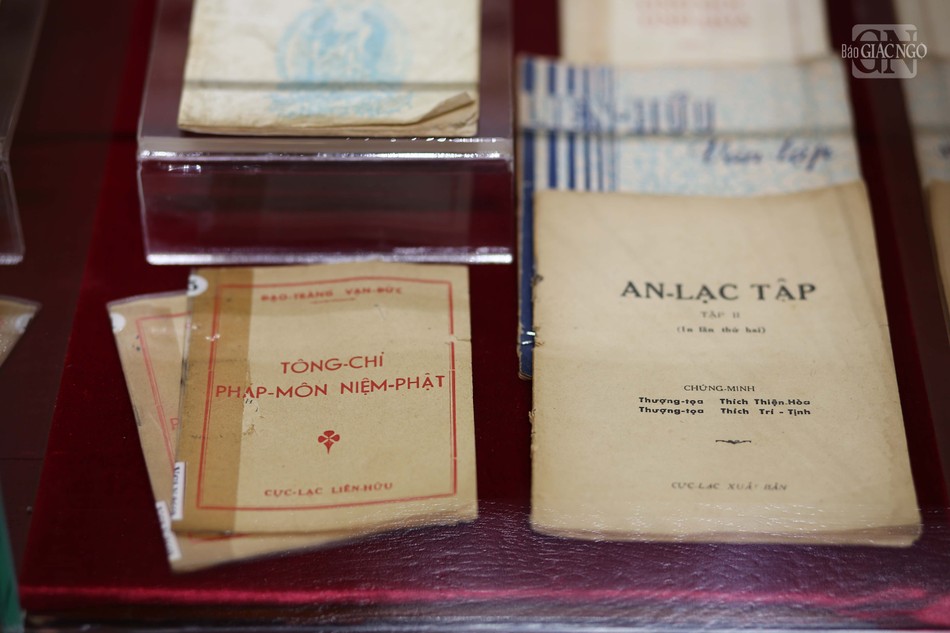 Báo GIÁC NGỘ
GN
ĐẠO-TRÀNG VẠN-ĐỨC
TÔNG-CHỈ
PHÁP-MÔN NIỆM-PHẬT
CỰC-LẠC LIÊN-HỮU
AN-LẠC TẬP
TẬP II
(In lần thứ hai)
CHỨNG-MINH
Thượng-tọa Thích Thiện-Hòa
Thượng-tọa Thích Trí-Tịnh
CỰC-LẠC XUẤT BẢN